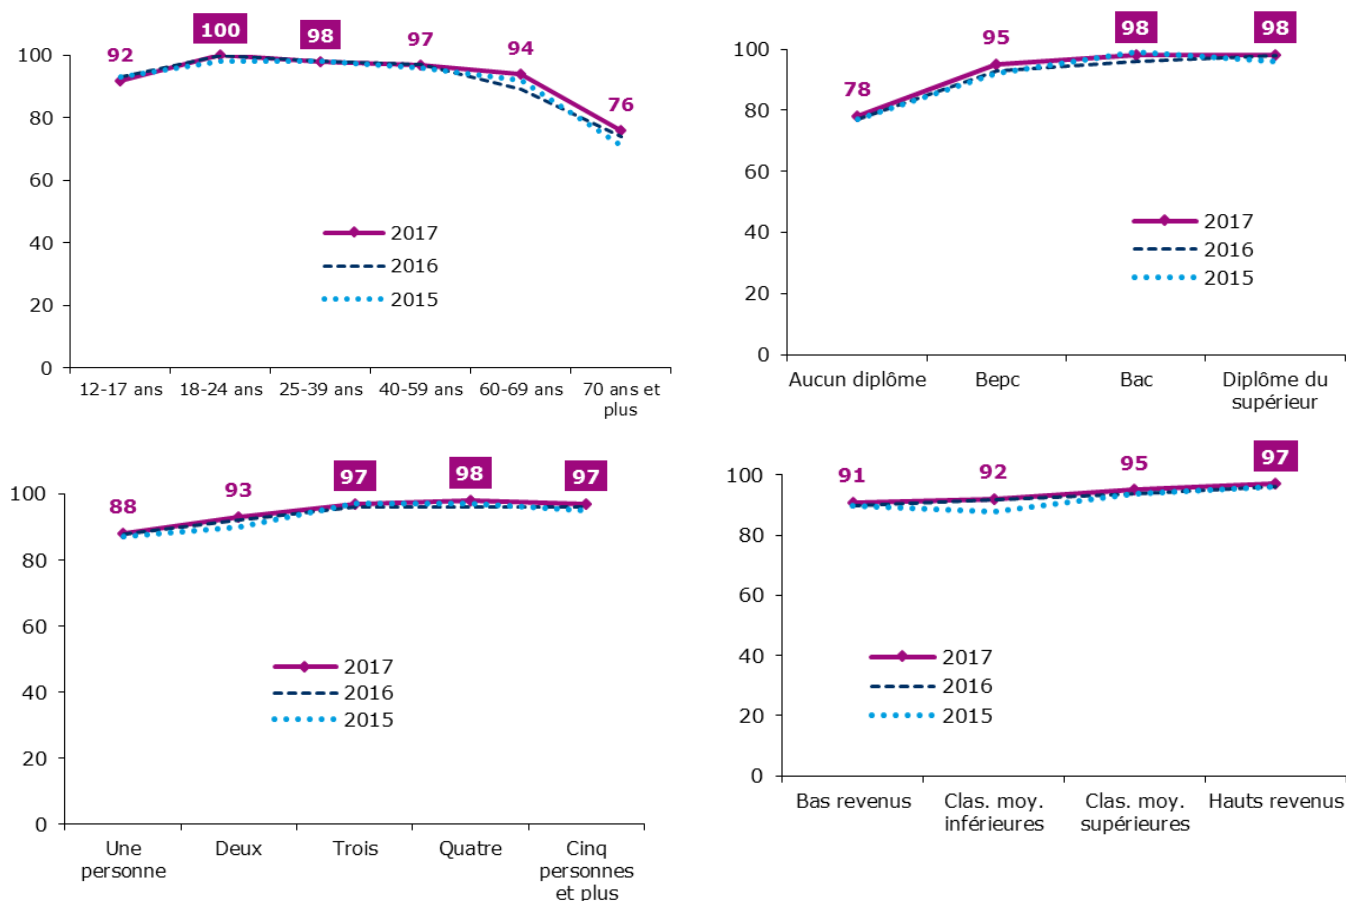 92
100
98
97
94
76
100
80
60
40
20
0
2017
2016
2015
12-17 ans
18-24 ans
25-39 ans
40-59 ans
60-69 ans
70 ans et
plus
78
95
98
98
100
80
60
40
20
0
2017
2016
2015
Aucun diplôme
Bepc
Bac
Diplôme du
supérieur
88
93
97
98
97
100
80
60
40
20
0
2017
2016
2015
Une
personne
Deux
Trois
Quatre
Cinq
personnes
et plus
91
92
95
97
100
80
60
40
20
0
2017
2016
2015
Bas revenus
Clas. moy.
inférieures
Clas. moy.
supérieures
Hauts revenus